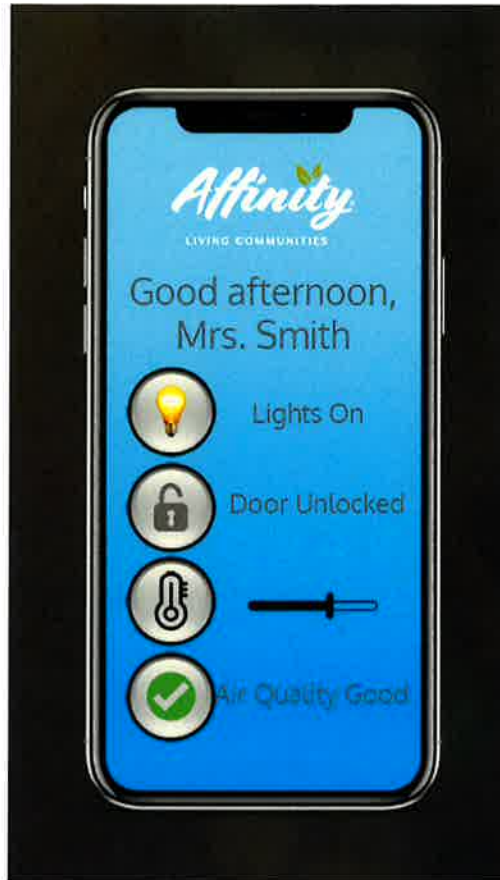 Affinity
LIVING COMMUNITIES
Good afternoon,
Mrs. Smith
Lights On
Door Unlocked
Air Quality Good